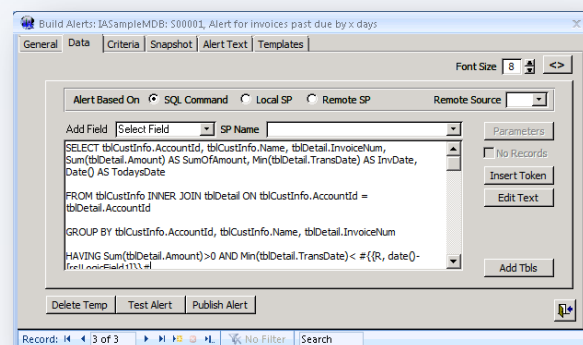 Build Alerts: IASampleMDB: S00001, Alert for invoices past due by x days
General Data Criteria Snapshot Alert Text Templates
Font Size 8 <>
Alert Based On SQL Command Local SP Remote SP Remote Source
Add Field Select Field SP Name Parameters
SELECT tblCustInfo.AccountId, tblCustInfo.Name, tblDetail.InvoiceNum,
Sum(tblDetail.Amount) AS SumOfAmount, Min(tblDetail.TransDate) AS InvDate,
Date() AS TodaysDate
No Records
Insert Token
FROM tblCustInfo INNER JOIN tblDetail ON tblCustInfo.AccountId =
tblDetail.AccountId
Edit Text
GROUP BY tblCustInfo.AccountId, tblCustInfo.Name, tblDetail.InvoiceNum
HAVING Sum(tblDetail.Amount)>0 AND Min(tblDetail.TransDate)< #{{R, date()-
[rs!LogicField1]}}#
Add Tbls
Delete Temp Test Alert Publish Alert
Record: 3 of 3 No Filter Search